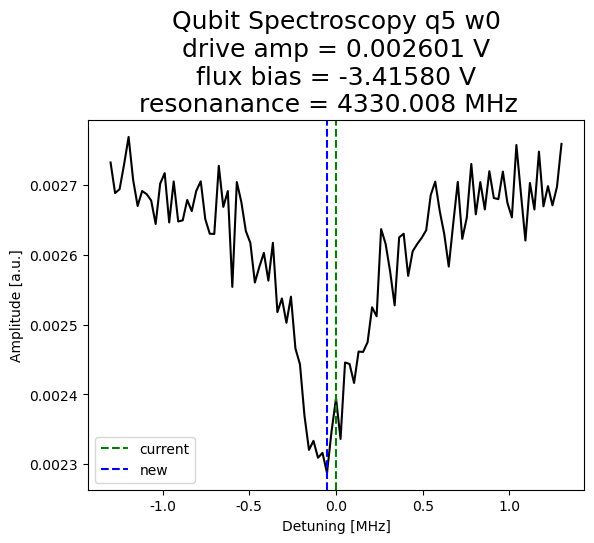 Qubit Spectroscopy q5 w0
drive amp = 0.002601 V
flux bias = -3.41580 V
resonanance = 4330.008 MHz
0.0027
0.0026
0.0025
0.0024
0.0023
Amplitude [a.u.]
current
new
-1.0 -0.5 0.0 0.5 1.0
Detuning [MHz]